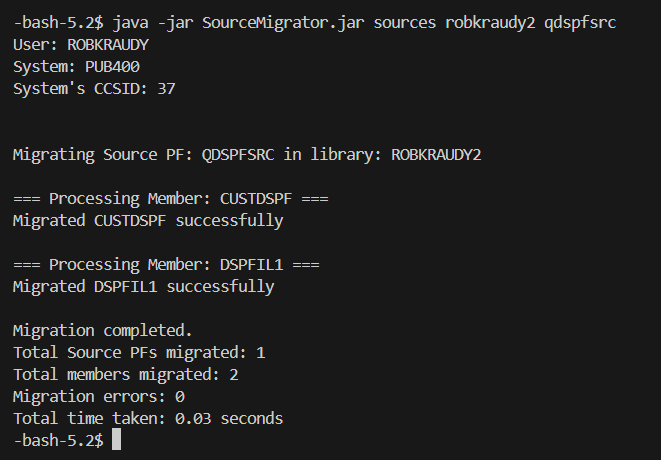 -bash-5.2$ java -jar SourceMigrator.jar sources robkraudy2 qdspfsrc
User: ROBKRAUDY
System: PUB400
System's CCSID: 37
Migrating Source PF: QDSPFSRC in library: ROBKRAUDY2
=== Processing Member: CUSTDSPF ===
Migrated CUSTDSPF successfully
=== Processing Member: DSPFIL1 ===
Migrated DSPFIL1 successfully
Migration completed.
Total Source PFs migrated: 1
Total members migrated: 2
Migration errors: 0
Total time taken: 0.03 seconds
-bash-5.2$